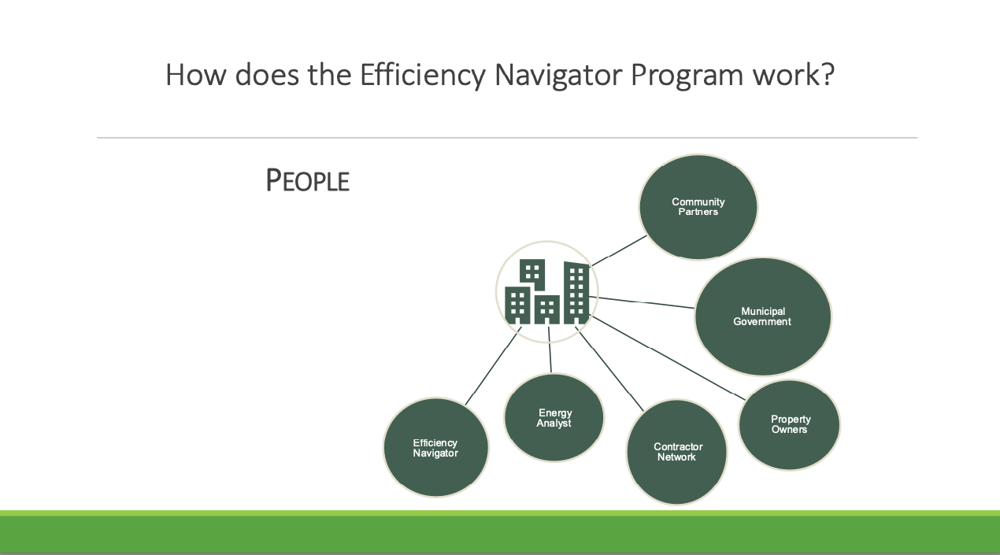 How does the Efficiency Navigator Program work?
PEOPLE
Community
Partners
Municipal
Government
Property
Owners
Contractor
Network
Energy
Analyst
Efficiency
Navigator